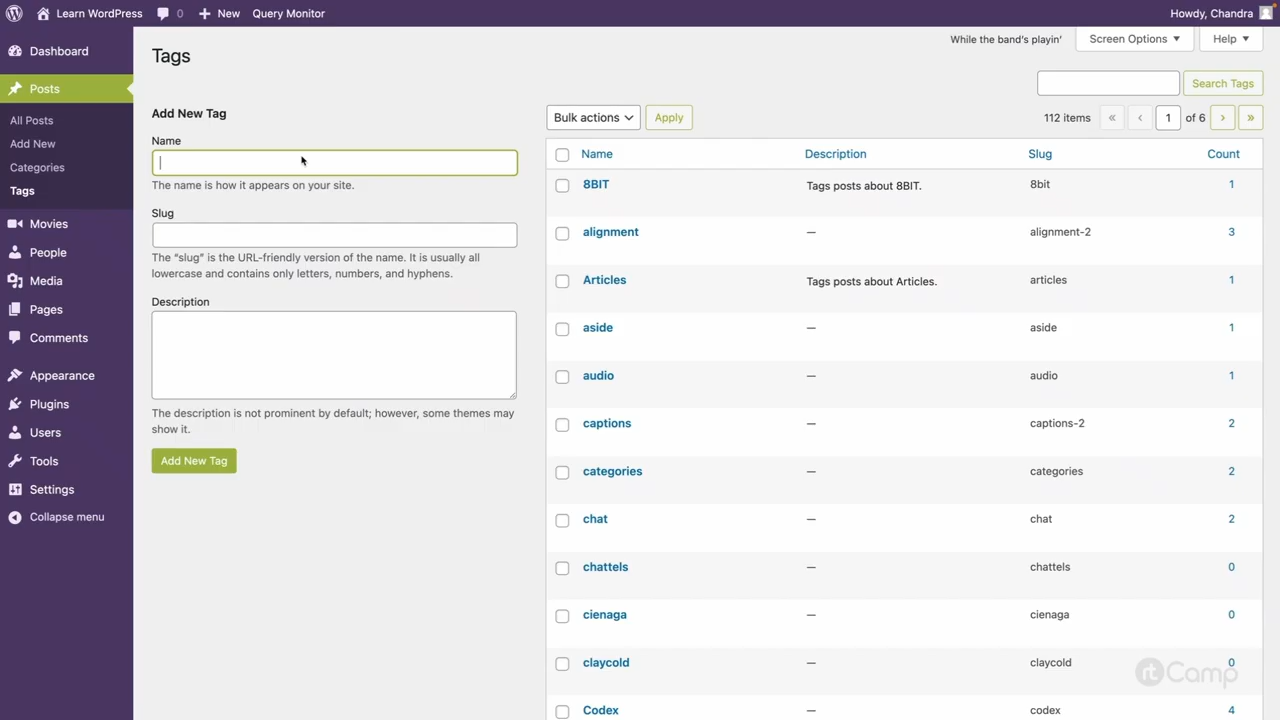 Learn WordPress 0 New Query Monitor Howdy, Chandra
Dashboard
Posts
All Posts
Add New
Categories
Tags
Movies
People
Media
Pages
Comments
Appearance
Plugins
Users
Tools
Settings
Collapse menu
While the band's playin' Screen Options ▼ Help ▼
Tags
Search Tags
Add New Tag
Name
The name is how it appears on your site.
Slug
The “slug” is the URL-friendly version of the name. It is usually all
lowercase and contains only letters, numbers, and hyphens.
Description
The description is not prominent by default; however, some themes may
show it.
Add New Tag
Bulk actions Apply 112 items « ‹ 1 of 6 › »
Name Description Slug Count
8BIT Tags posts about 8BIT. 8bit 1
alignment — alignment-2 3
Articles Tags posts about Articles. articles 1
aside — aside 1
audio — audio 1
captions — captions-2 2
categories — categories 2
chat — chat 2
chattels — chattels 0
cienaga — cienaga 0
claycold — claycold 0
Codex codex 4
rtCamp